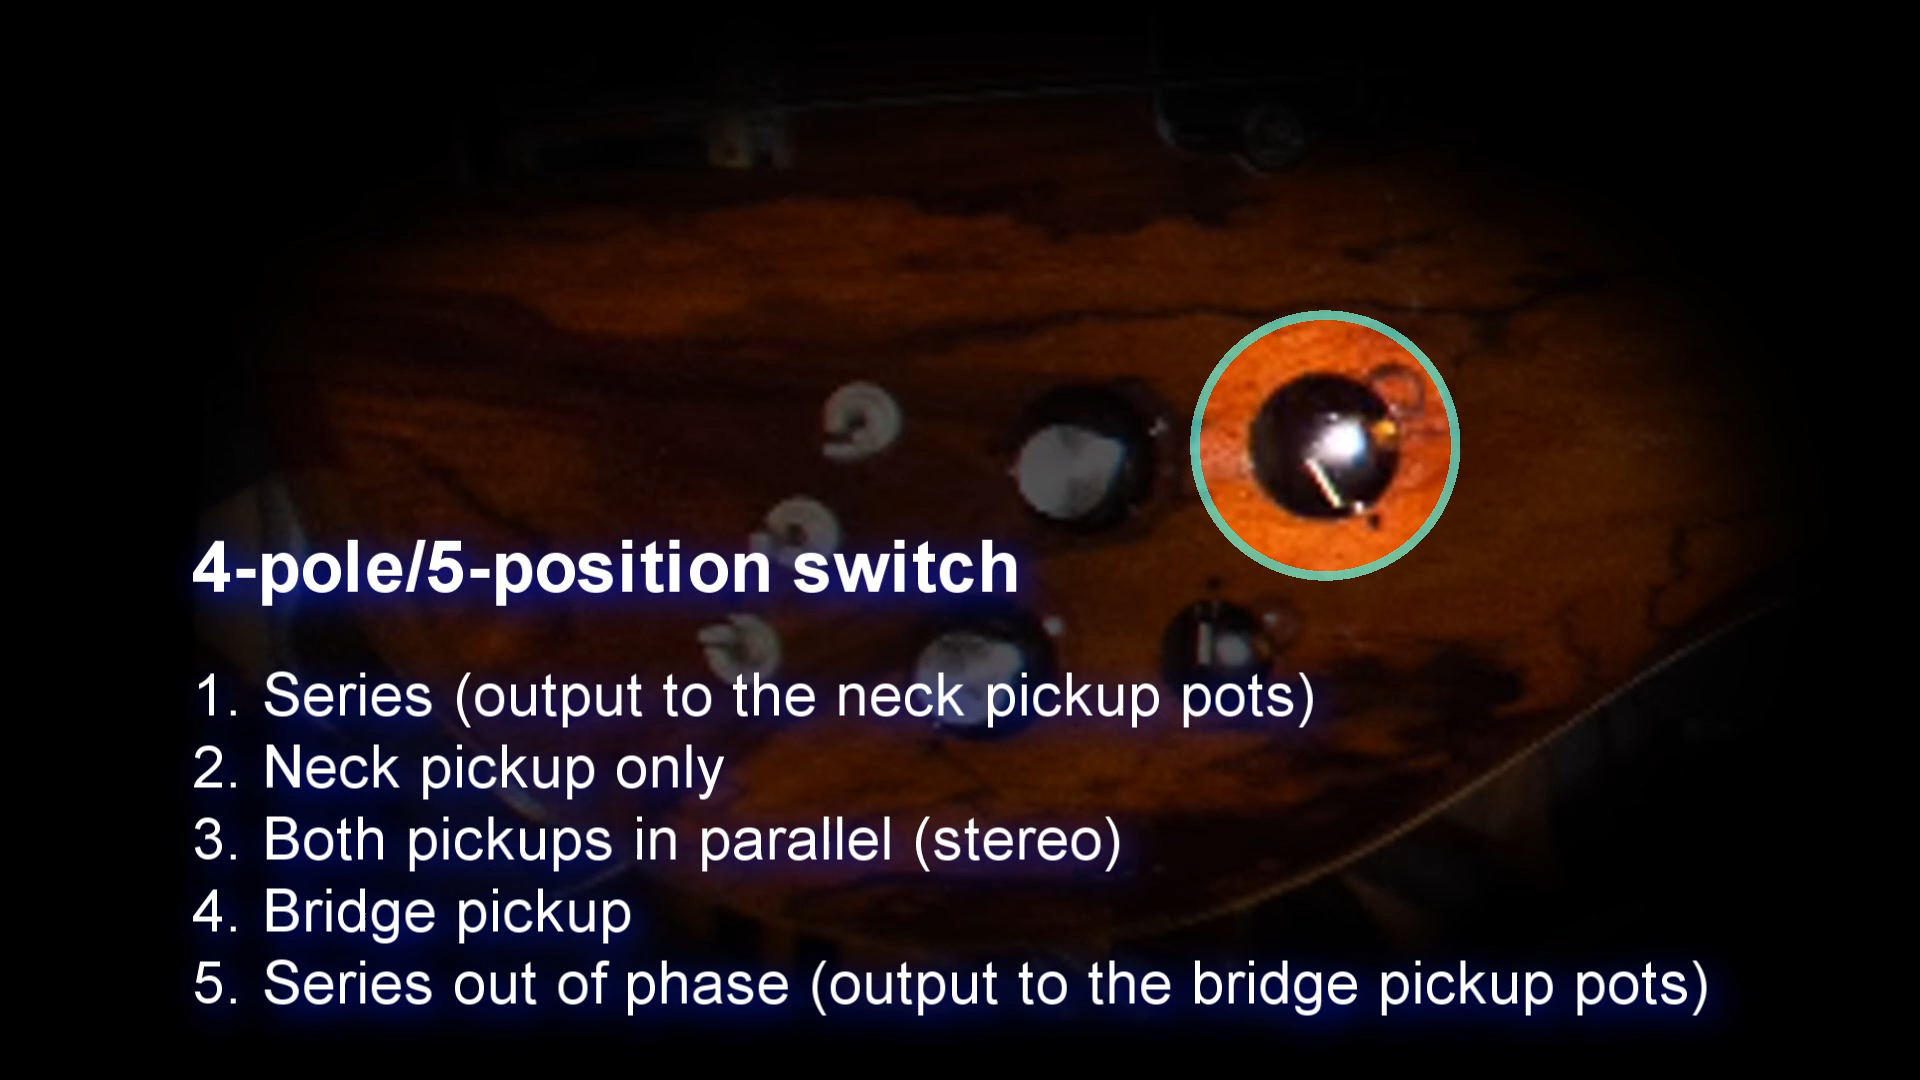 4-pole/5-position switch
1. Series (output to the neck pickup pots)
2. Neck pickup only
3. Both pickups in parallel (stereo)
4. Bridge pickup
5. Series out of phase (output to the bridge pickup pots)